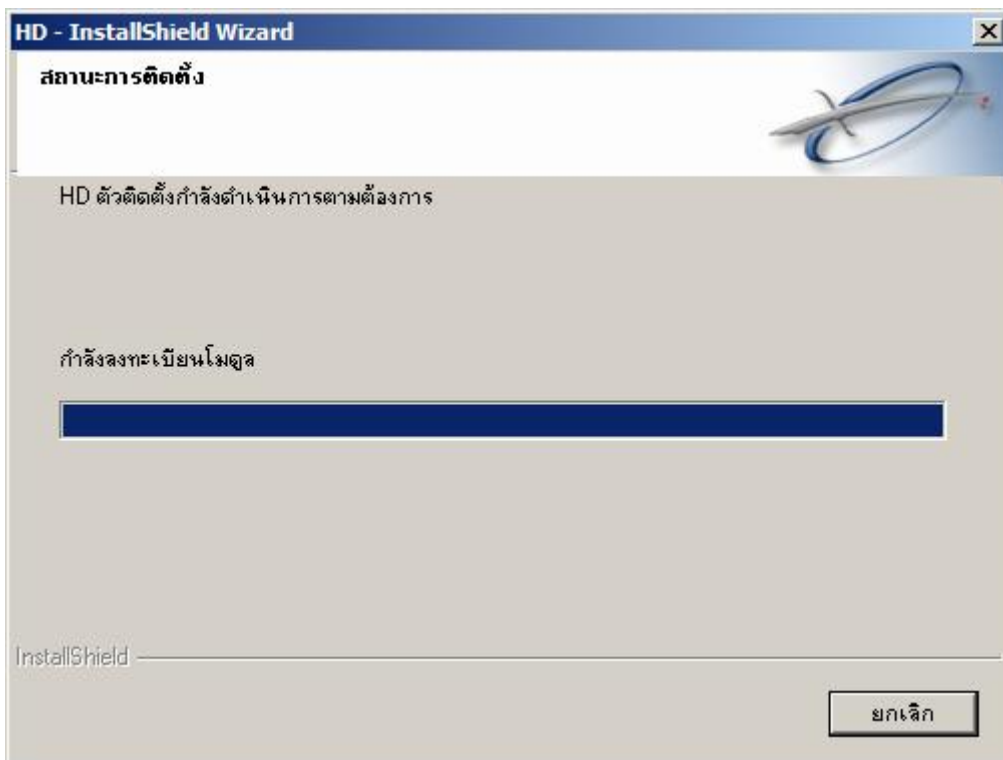 HD - InstallShield Wizard
สถานะการติดตั้ง
HD ตัวติดตั้งกำลังดำเนินการตามต้องการ
กำลังลงทะเบียนโมดูล
InstallShield
ยกเลิก